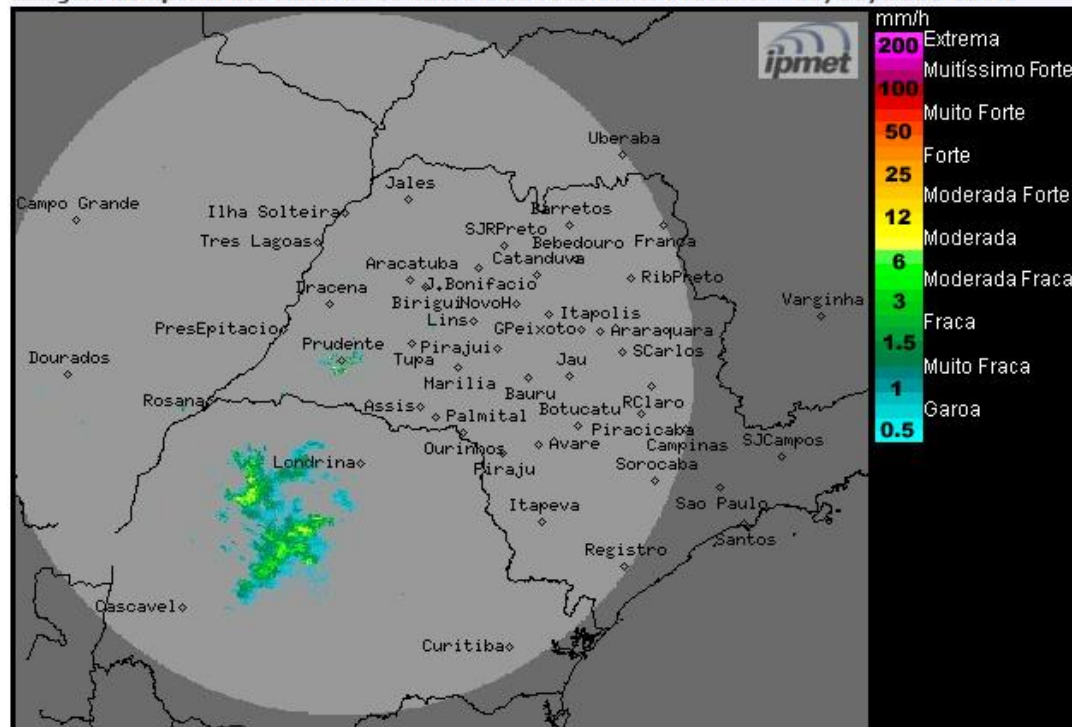 ipmet
mm/h
200 Extrema
Muitíssimo Forte
100
Muito Forte
50
Forte
25
Moderada Forte
12
Moderada
6
Moderada Fraca
3
Fraca
1.5
Muito Fraca
1
Garoa
0.5
Uberaba
Jales
Campo Grande
Ilha Solteira
Barretos
SJRPreto
Tres Lagoas
Bebedouro
Franca
Catanduva
Aracatuba
RibPreto
J.Bonifacio
Dracena
Birigui
NovoH
Varginha
Itapolis
Lins
PresEpitacio
GPeixoto
Araraquara
Prudente
Pirajui
SCarlos
Dourados
Tupa
Jau
Marilia
Bauru
Rosana
Assis
RClaro
Palmital
Botucatu
Piracicaba
Ourinhos
Avare
Campinas
SJCampos
Londrina
Piraju
Sorocaba
Itapeva
Sao Paulo
Santos
Registro
Cascavel
Curitiba